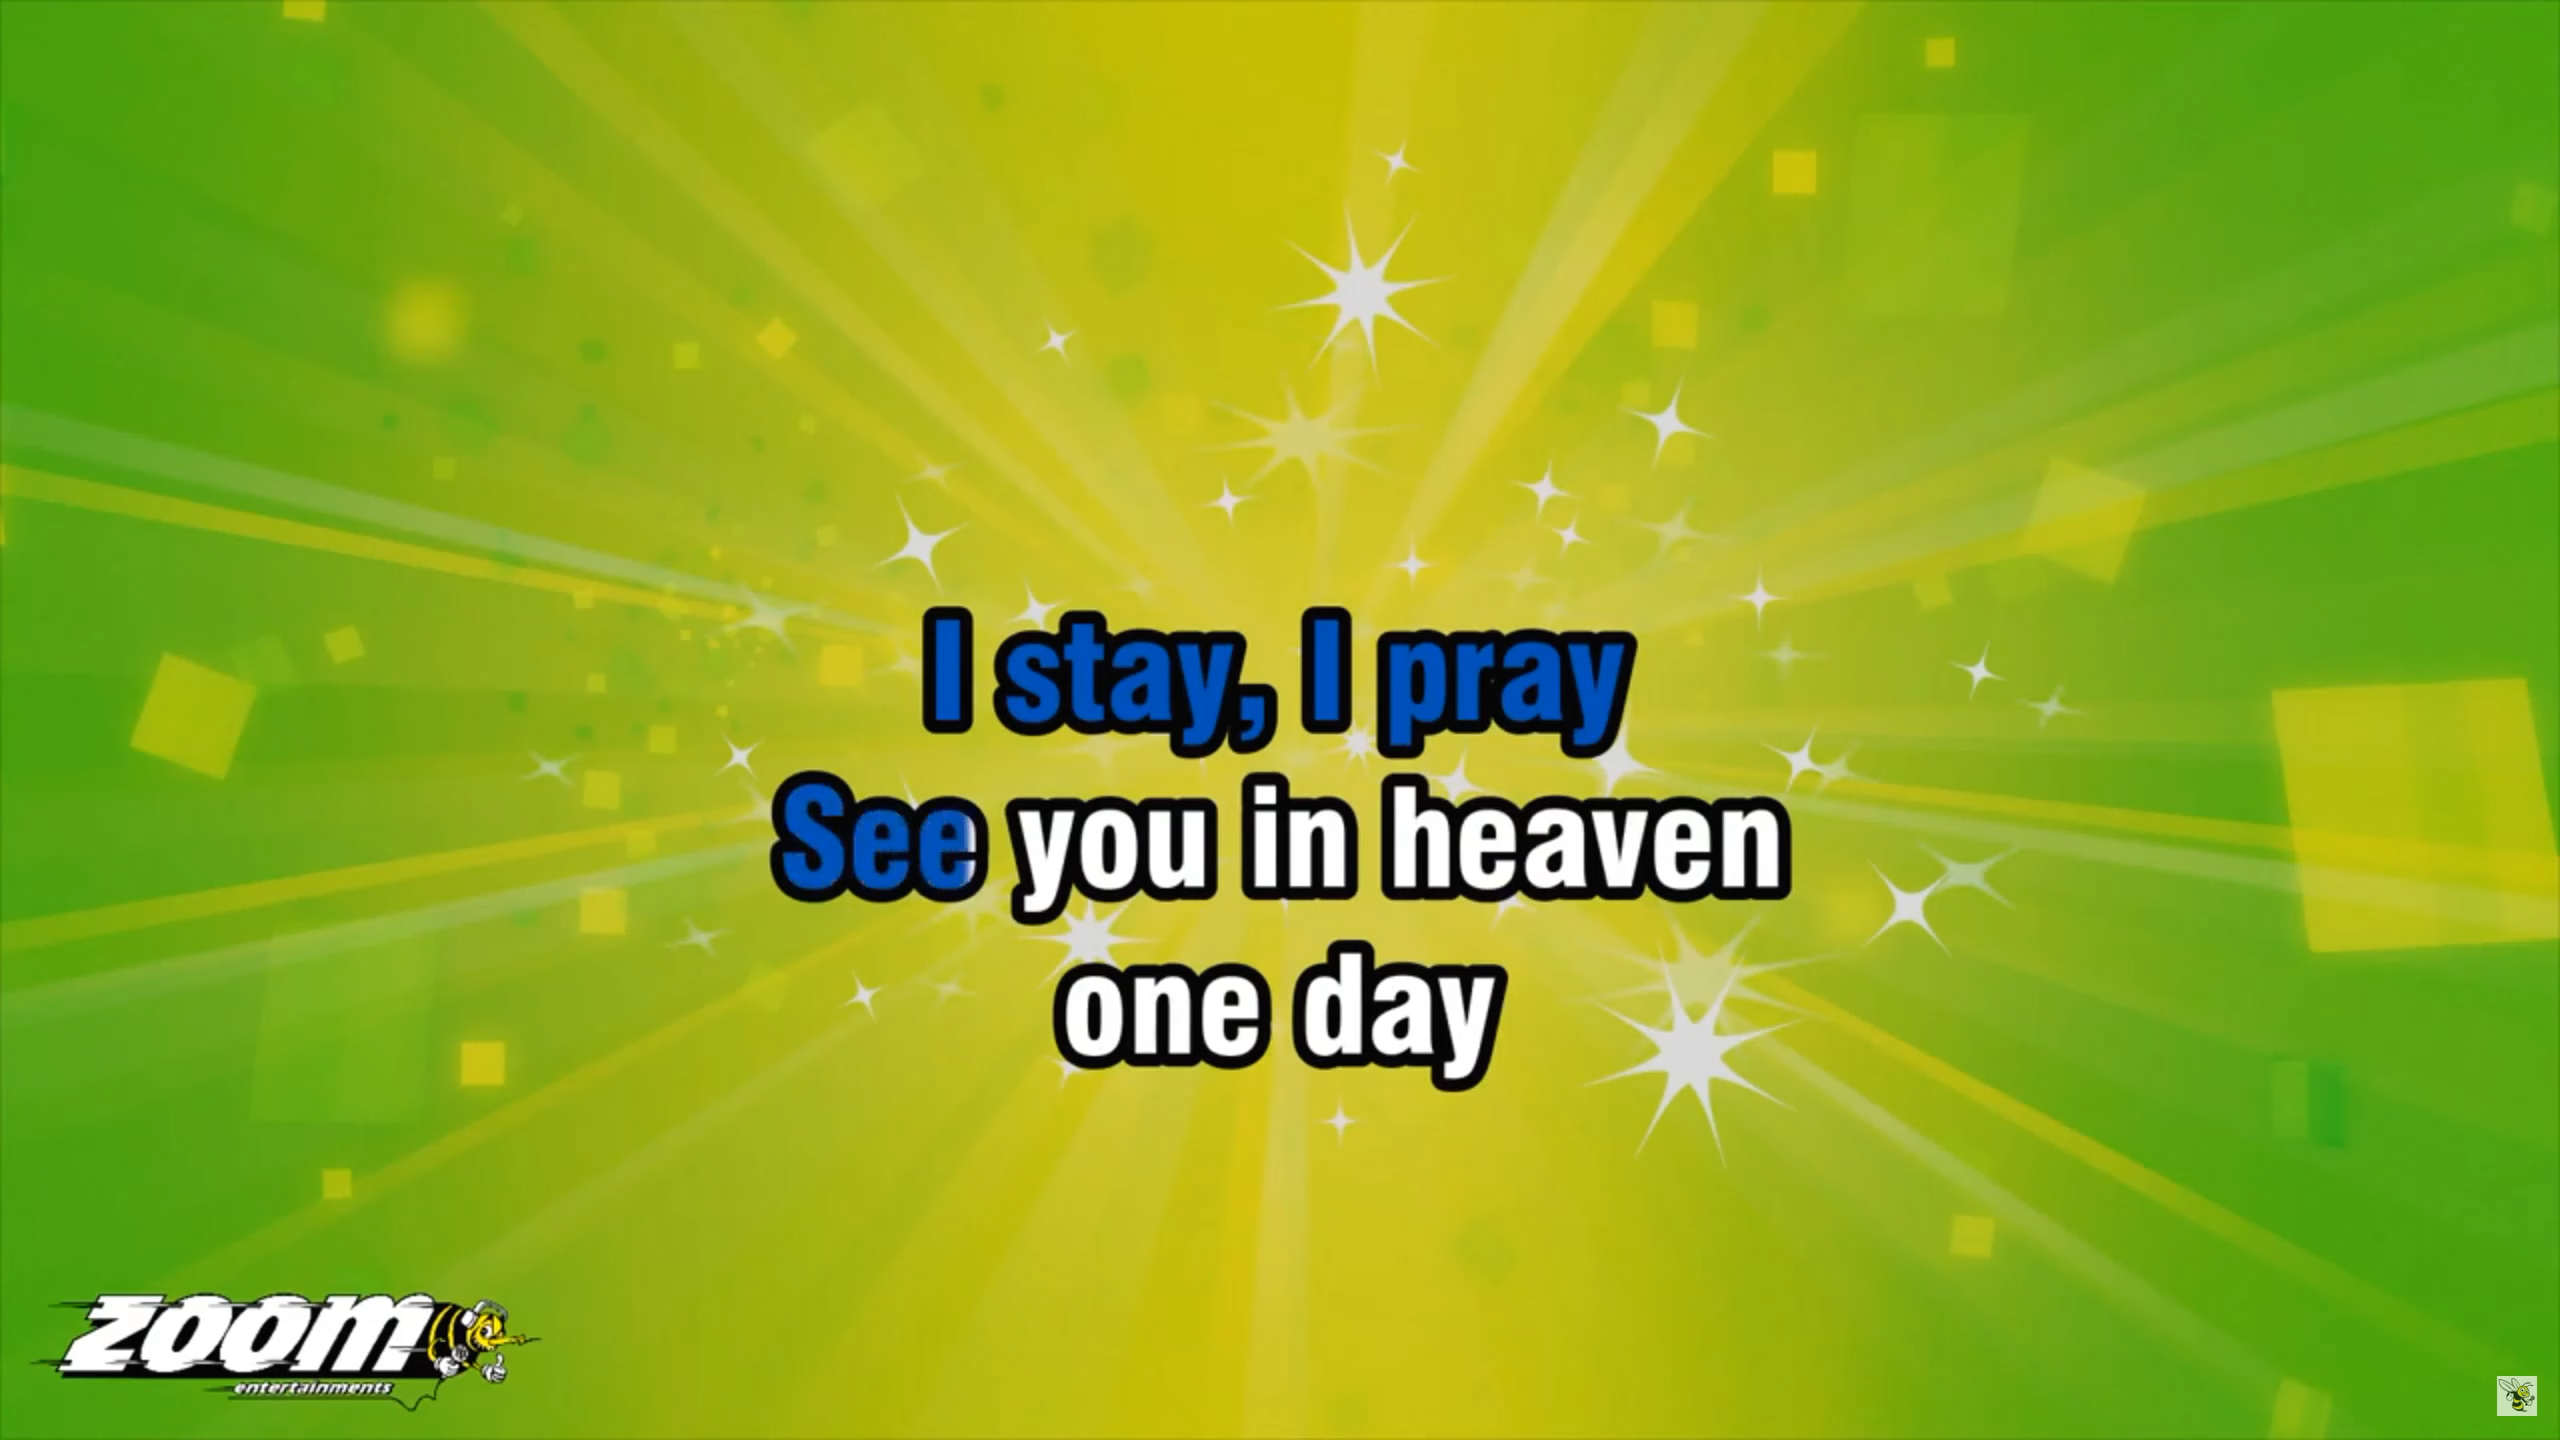 I stay, I pray
See you in heaven
one day
zoom
entertainments